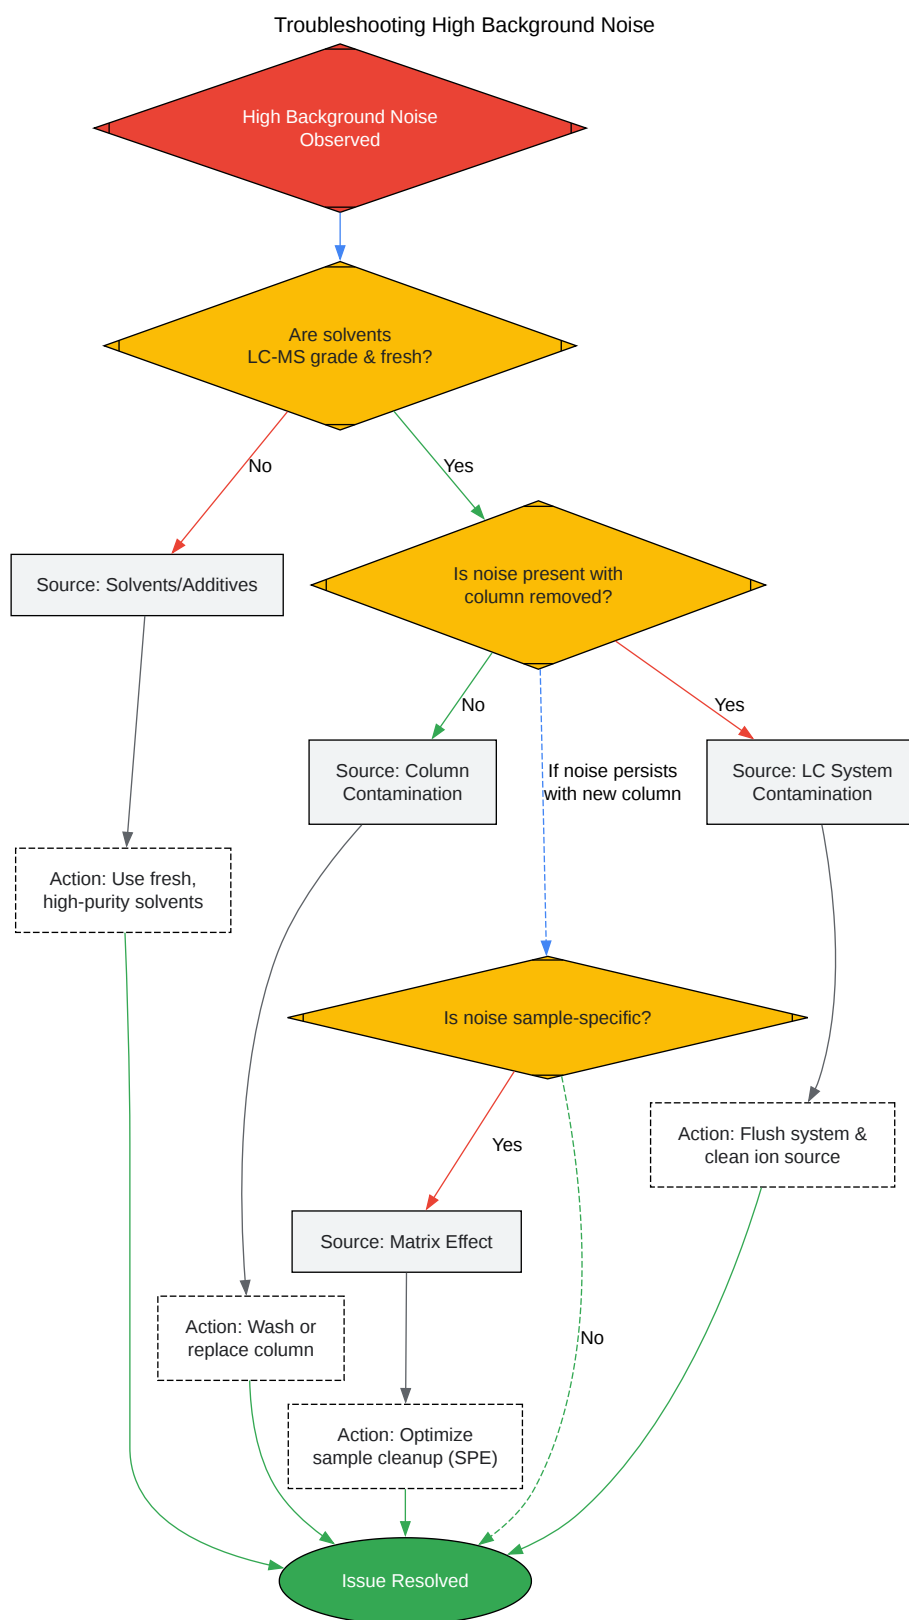 Troubleshooting High Background Noise
High Background Noise
Observed
Are solvents
LC-MS grade & fresh?
No
Yes
Source: Solvents/Additives
Is noise present with
column removed?
No
Yes
Source: Column
Contamination
If noise persists
with new column
Source: LC System
Contamination
Action: Use fresh,
high-purity solvents
Is noise sample-specific?
Yes
Action: Flush system &
clean ion source
Source: Matrix Effect
Action: Wash or
replace column
No
Action: Optimize
sample cleanup (SPE)
Issue Resolved